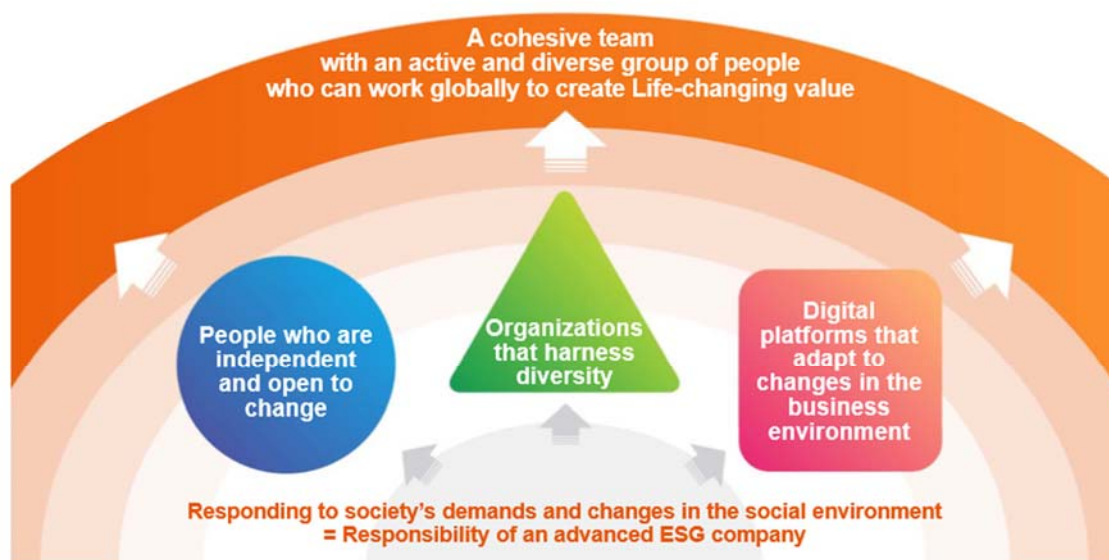 A cohesive team
with an active and diverse group of people
who can work globally to create Life-changing value
People who are
independent
and open to
change
Organizations
that harness
diversity
Digital
platforms that
adapt to
changes in the
business
environment
Responding to society’s demands and changes in the social environment
= Responsibility of an advanced ESG company